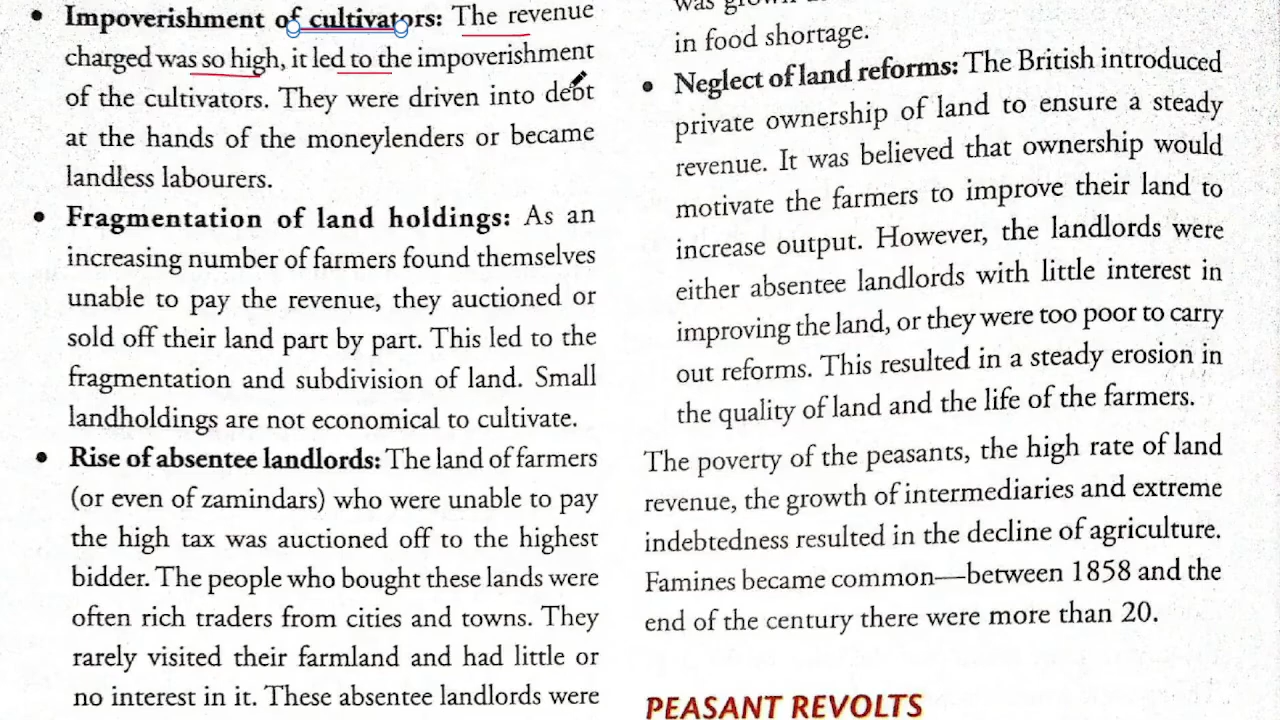 • Impoverishment of cultivators: The revenue
charged was so high, it led to the impoverishment
of the cultivators. They were driven into debt
at the hands of the moneylenders or became
landless labourers.
• Fragmentation of land holdings: As an
increasing number of farmers found themselves
unable to pay the revenue, they auctioned or
sold off their land part by part. This led to the
fragmentation and subdivision of land. Small
landholdings are not economical to cultivate.
• Rise of absentee landlords: The land of farmers
(or even of zamindars) who were unable to pay
the high tax was auctioned off to the highest
bidder. The people who bought these lands were
often rich traders from cities and towns. They
rarely visited their farmland and had little or
no interest in it. These absentee landlords were
was grown
in food shortage.
• Neglect of land reforms: The British introduced
private ownership of land to ensure a steady
revenue. It was believed that ownership would
motivate the farmers to improve their land to
increase output. However, the landlords were
either absentee landlords with little interest in
improving the land, or they were too poor to carry
out reforms. This resulted in a steady erosion in
the quality of land and the life of the farmers.
The poverty of the peasants, the high rate of land
revenue, the growth of intermediaries and extreme
indebtedness resulted in the decline of agriculture.
Famines became common—between 1858 and the
end of the century there were more than 20.
PEASANT REVOLTS